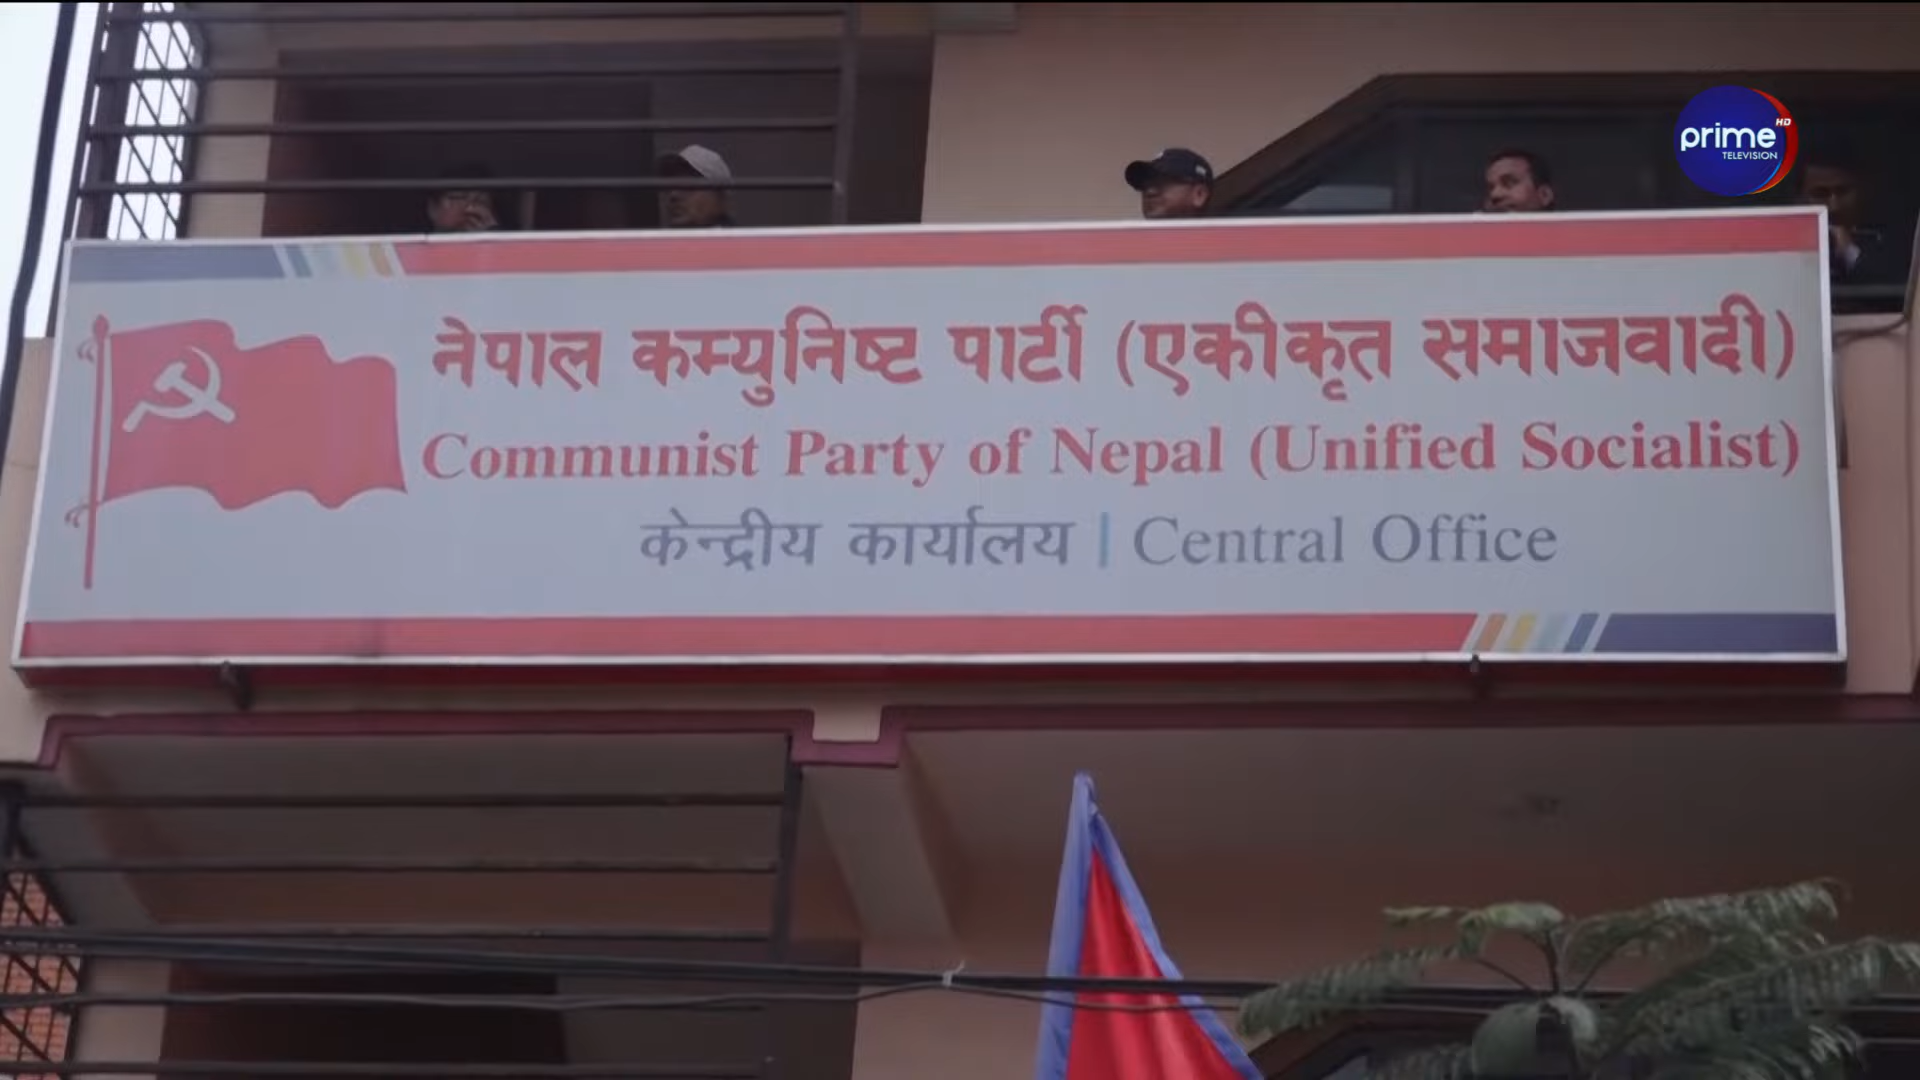 prime HD
TELEVISION
नेपाल कम्युनिष्ट पार्टी (एकीकृत समाजवादी)
Communist Party of Nepal (Unified Socialist)
केन्द्रीय कार्यालय | Central Office